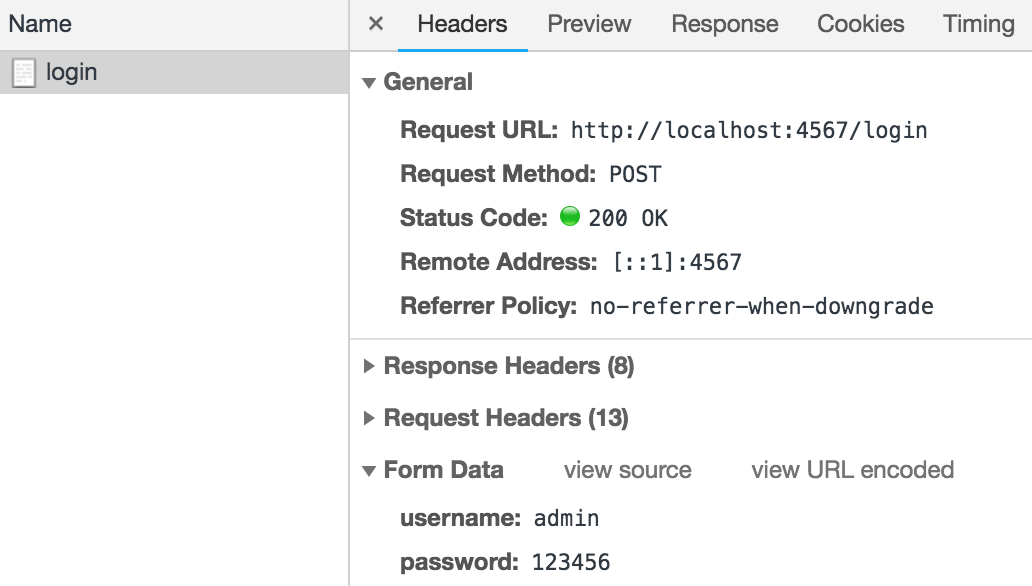 Name
× Headers Preview Response Cookies Timing
login
▼ General
Request URL: http://localhost:4567/login
Request Method: POST
Status Code: 200 OK
Remote Address: [::1]:4567
Referrer Policy: no-referrer-when-downgrade
▶ Response Headers (8)
▶ Request Headers (13)
▼ Form Data view source view URL encoded
username: admin
password: 123456